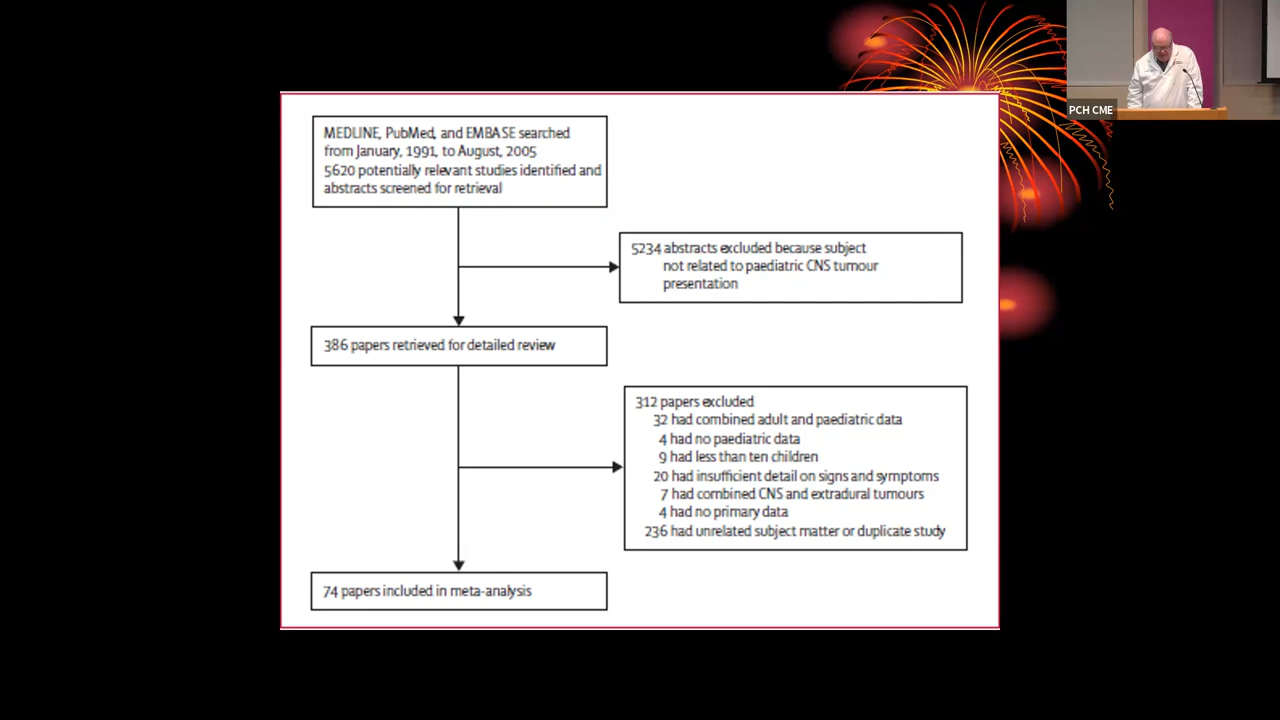 PCH CME
MEDLINE, PubMed, and EMBASE searched
from January, 1991, to August, 2005
5620 potentially relevant studies identified and
abstracts screened for retrieval
5234 abstracts excluded because subject
not related to paediatric CNS tumour
presentation
386 papers retrieved for detailed review
312 papers excluded
32 had combined adult and paediatric data
4 had no paediatric data
9 had less than ten children
20 had insufficient detail on signs and symptoms
7 had combined CNS and extradural tumours
4 had no primary data
236 had unrelated subject matter or duplicate study
74 papers included in meta-analysis